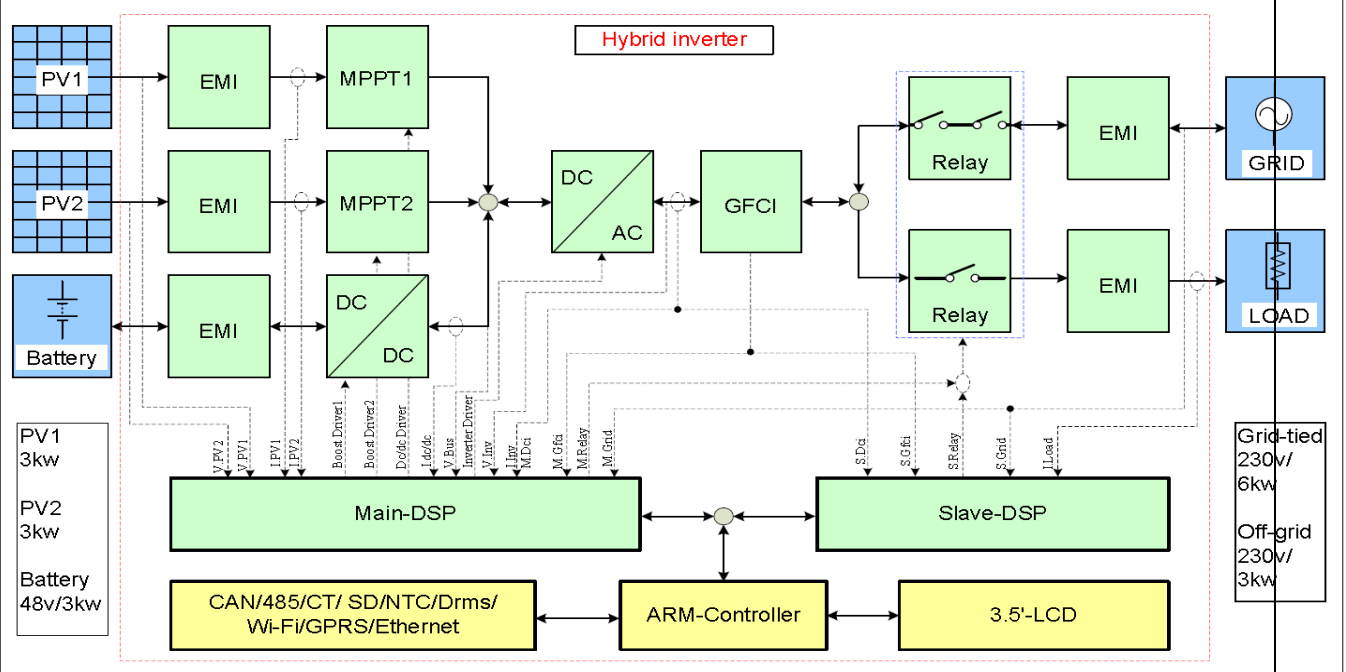 Hybrid inverter
PV1
EMI
MPPT1
PV2
EMI
MPPT2
Battery
EMI
DC
DC
DC
AC
GFCI
Relay
Relay
EMI
EMI
GRID
LOAD
V.PV2
V.PV1
I.PV1
I.PV2
Boost Driver1
Boost Driver2
Dc/dc Driver
I.dc/dc
V.Bus
Inverter Driver
V.Inv
I.Inv
M.Dci
M.Gfci
M.Relay
M.Grid
S.Dci
S.Gfci
S.Relay
S.Grid
I.Load
PV1
3kw
PV2
3kw
Battery
48v/3kw
Grid-tied
230v/
6kw
Off-grid
230v/
3kw
Main-DSP
Slave-DSP
CAN/485/CT/ SD/NTC/Drms/
Wi-Fi/GPRS/Ethernet
ARM-Controller
3.5'-LCD